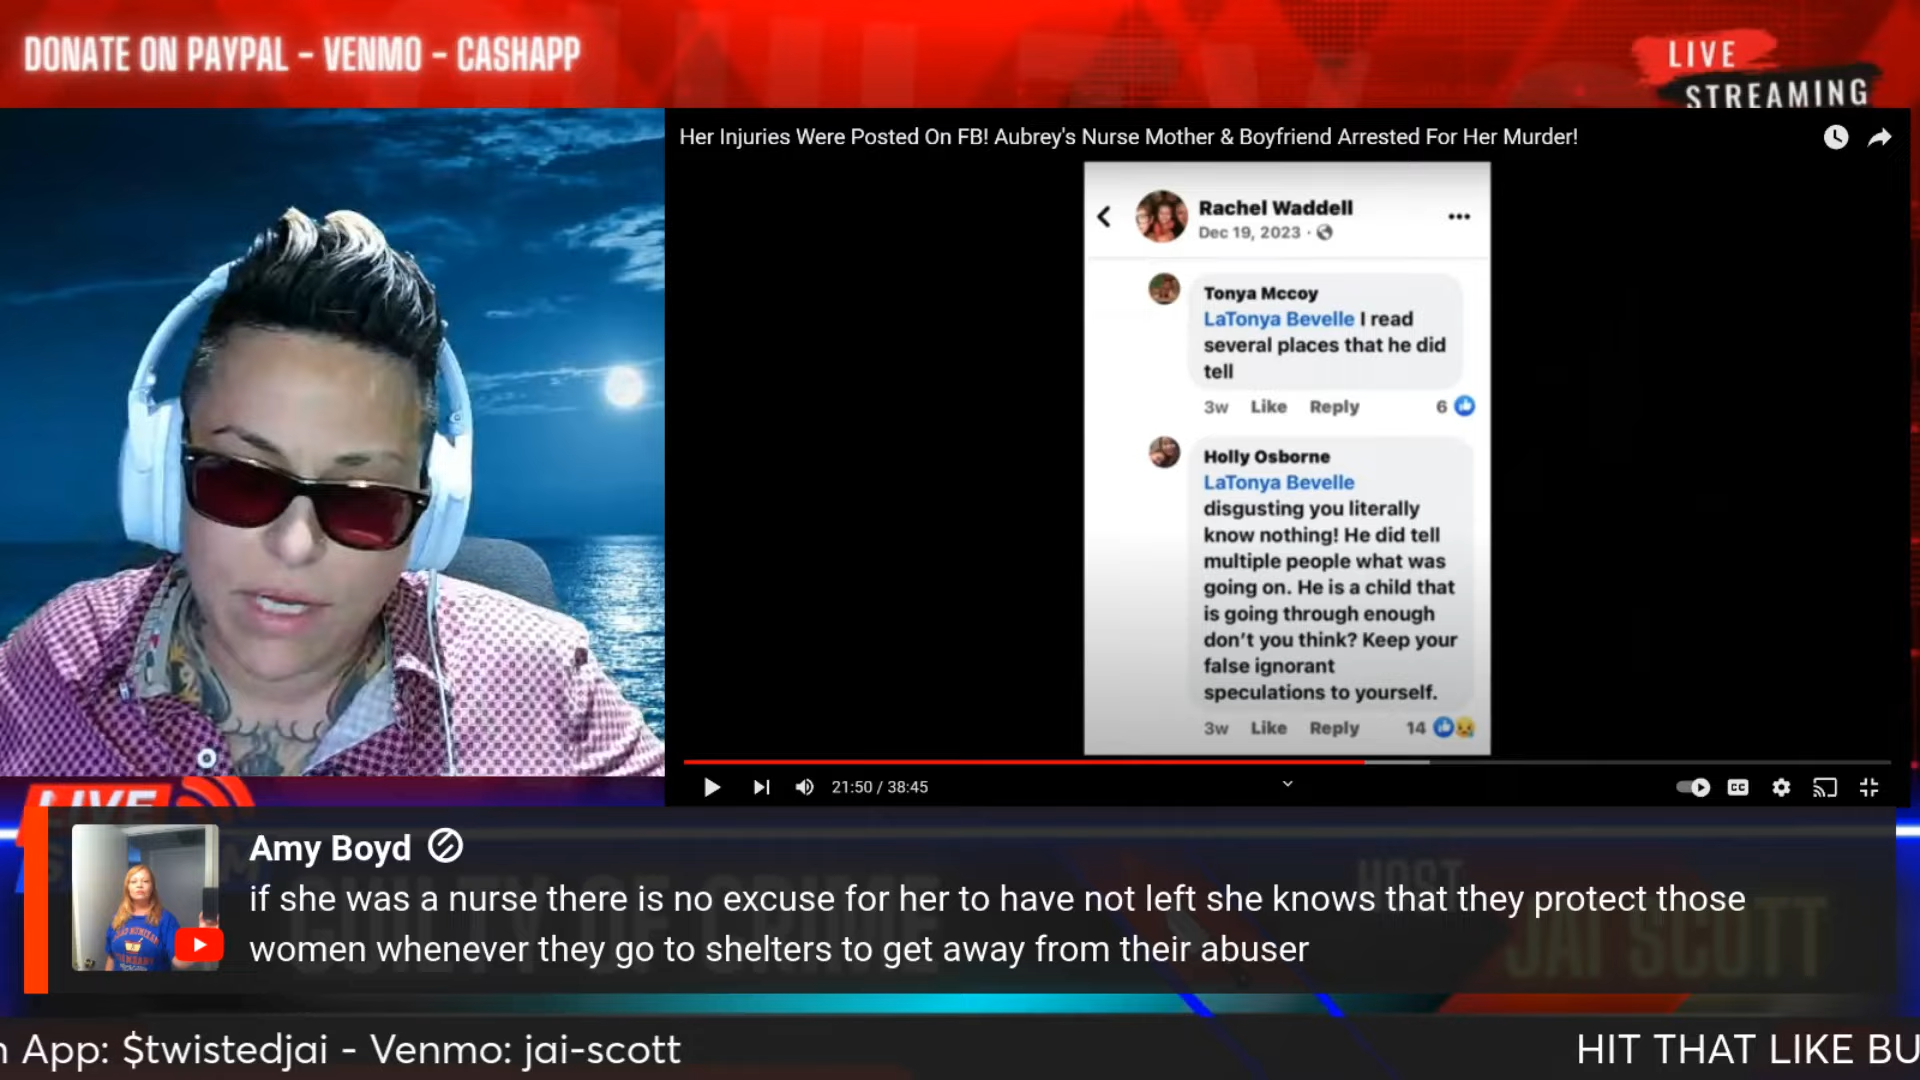 DONATE ON PAYPAL - VENMO - CASHAPP
LIVE
STREAMING
Her Injuries Were Posted On FB! Aubrey's Nurse Mother & Boyfriend Arrested For Her Murder!
Rachel Waddell
Dec 19, 2023 ·
Tonya Mccoy
LaTonya Bevelle I read
several places that he did
tell
3w Like Reply 6
Holly Osborne
LaTonya Bevelle
disgusting you literally
know nothing! He did tell
multiple people what was
going on. He is a child that
is going through enough
don't you think? Keep your
false ignorant
speculations to yourself.
3w Like Reply 14
21:50 / 38:45
CC
LIVE
Amy Boyd
if she was a nurse there is no excuse for her to have not left she knows that they protect those
women whenever they go to shelters to get away from their abuser
HOST
JAI SCOTT
App: $twistedjai - Venmo: jai-scott
HIT THAT LIKE BU